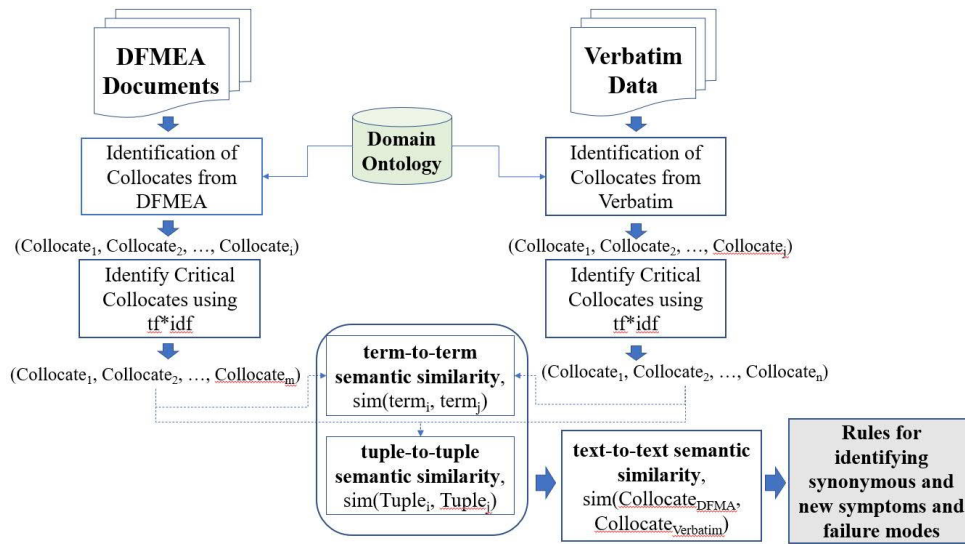 DFMEA
Documents
Verbatim
Data
Domain
Ontology
Identification of
Collocates from
DFMEA
Identification of
Collocates from
Verbatim
(Collocate₁, Collocate₂, …, Collocateᵢ)
(Collocate₁, Collocate₂, …, Collocateⱼ)
Identify Critical
Collocates using
tf*idf
Identify Critical
Collocates using
tf*idf
(Collocate₁, Collocate₂, …, Collocateₘ)
(Collocate₁, Collocate₂, …, Collocateₙ)
term-to-term
semantic similarity,
sim(termᵢ, termⱼ)
tuple-to-tuple
semantic similarity,
sim(Tupleᵢ, Tupleⱼ)
text-to-text semantic
similarity,
sim(Collocate_DFMA,
Collocate_Verbatim)
Rules for
identifying
synonymous and
new symptoms and
failure modes